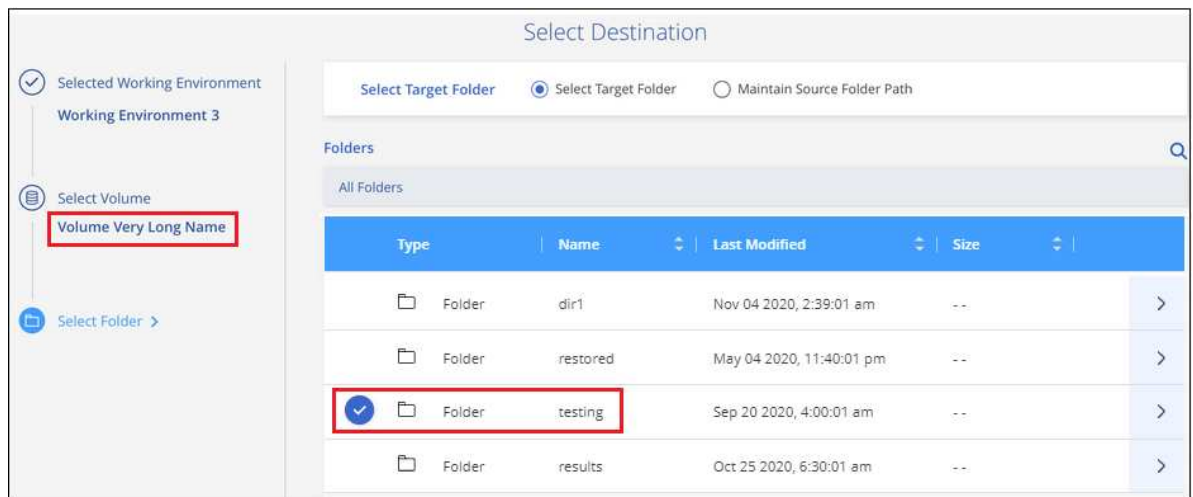 Select Destination
Selected Working Environment
Working Environment 3
Select Volume
Volume Very Long Name
Select Folder >
Select Target Folder Select Target Folder Maintain Source Folder Path
Folders
All Folders
Type Name Last Modified Size
Folder dir1 Nov 04 2020, 2:39:01 am - -
Folder restored May 04 2020, 11:40:01 pm - -
Folder testing Sep 20 2020, 4:00:01 am - -
Folder results Oct 25 2020, 6:30:01 am - -